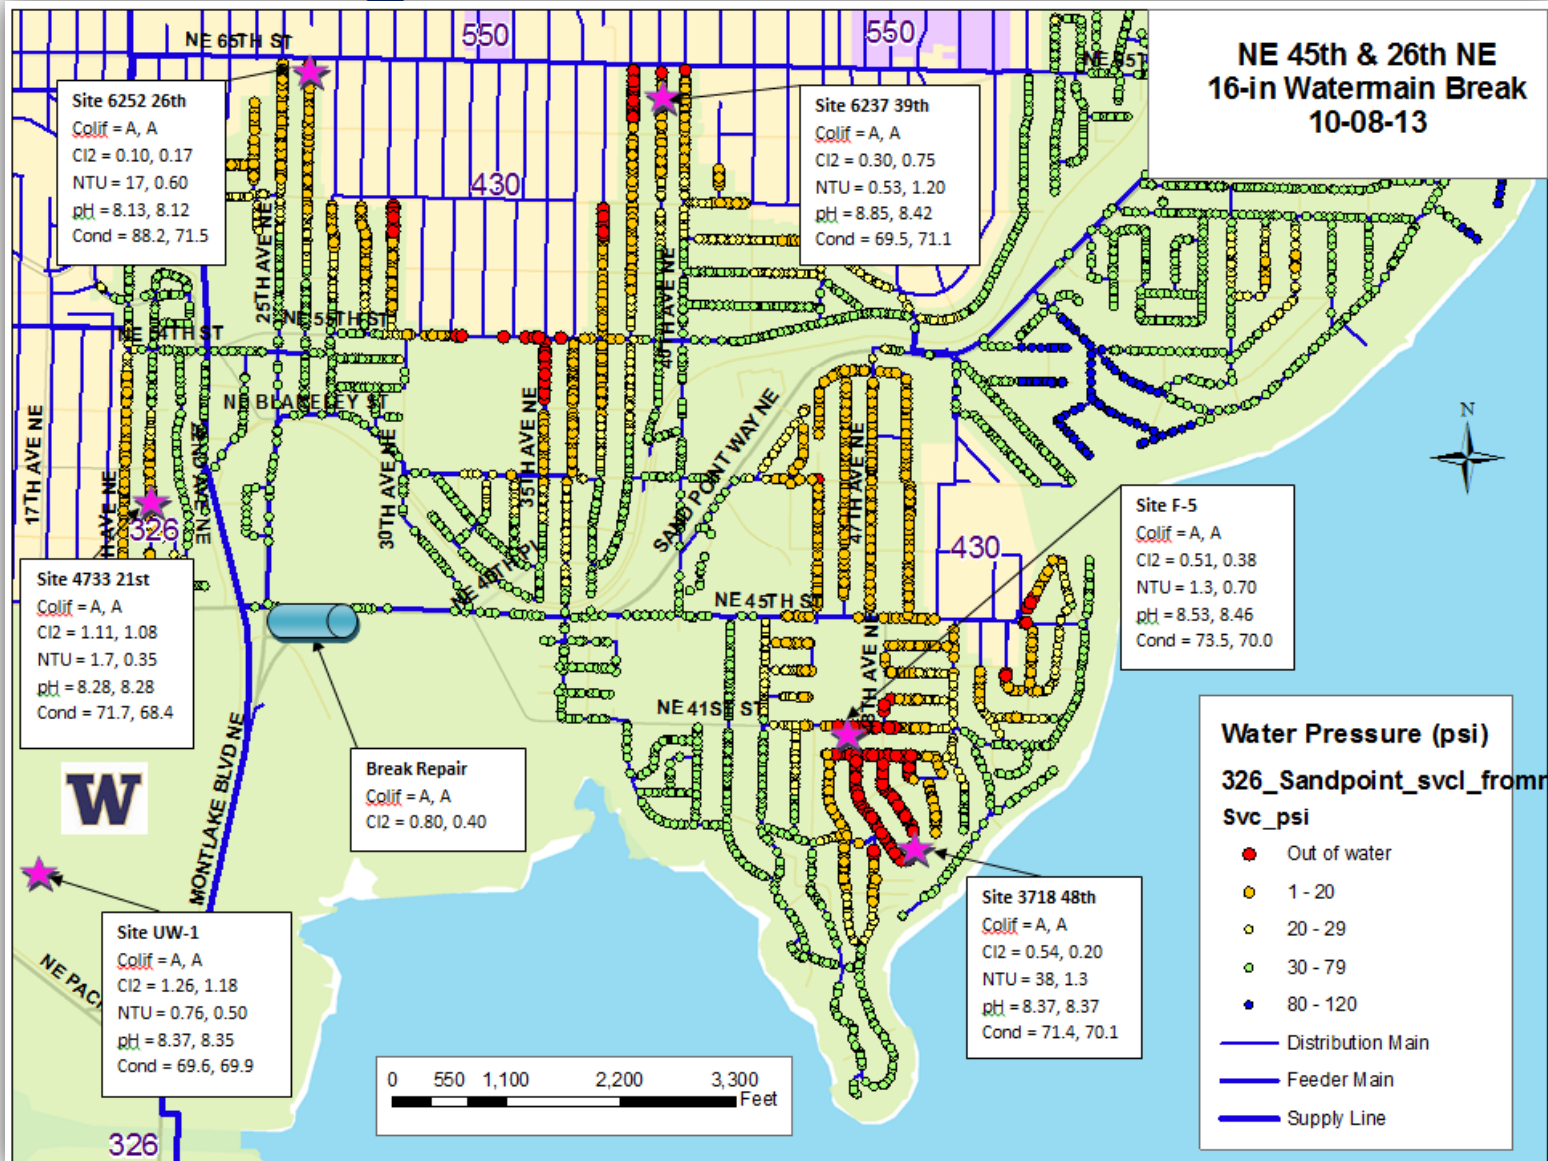 NE 45th & 26th NE
16-in Watermain Break
10-08-13
550
550
NE 65TH ST
Site 6252 26th
Colif = A, A
Cl2 = 0.10, 0.17
NTU = 17, 0.60
pH = 8.13, 8.12
Cond = 88.2, 71.5
Site 6237 39th
Colif = A, A
Cl2 = 0.30, 0.75
NTU = 0.53, 1.20
pH = 8.85, 8.42
Cond = 69.5, 71.1
430
25TH AVE NE
40TH AVE NE
NE 55TH ST
NE BLAKELEY ST
17TH AVE NE
30TH AVE NE
35TH AVE NE
SAND POINT WAY NE
47TH AVE NE
326
430
Site F-5
Colif = A, A
Cl2 = 0.51, 0.38
NTU = 1.3, 0.70
pH = 8.53, 8.46
Cond = 73.5, 70.0
Site 4733 21st
Colif = A, A
Cl2 = 1.11, 1.08
NTU = 1.7, 0.35
pH = 8.28, 8.28
Cond = 71.7, 68.4
NE 45TH ST
NE 41ST ST
MONTLAKE BLVD NE
W
Break Repair
Colif = A, A
Cl2 = 0.80, 0.40
Site UW-1
Colif = A, A
Cl2 = 1.26, 1.18
NTU = 0.76, 0.50
pH = 8.37, 8.35
Cond = 69.6, 69.9
NE PAC
Site 3718 48th
Colif = A, A
Cl2 = 0.54, 0.20
NTU = 38, 1.3
pH = 8.37, 8.37
Cond = 71.4, 70.1
N
Water Pressure (psi)
326_Sandpoint_svcl_fromr
Svc_psi
Out of water
1 - 20
20 - 29
30 - 79
80 - 120
Distribution Main
Feeder Main
Supply Line
0 550 1,100 2,200 3,300
Feet
326